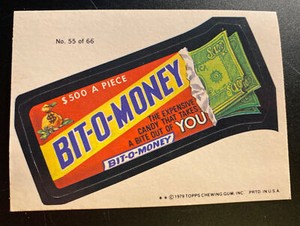 No. 55 of 66
$500 A PIECE
BIT-O-MONEY
THE EXPENSIVE
CANDY THAT TAKES
A BITE OUT OF YOU
BIT-O-MONEY
** © 1979 TOPPS CHEWING GUM, INC. PRTD. IN U.S.A.